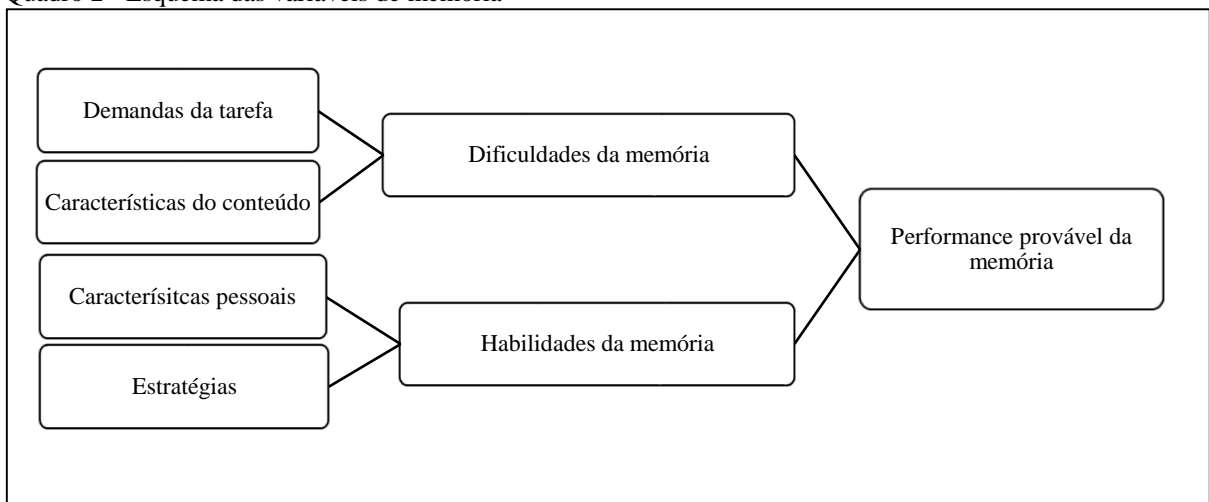 Quadro 2 - Esquema das variáveis de memória
Demandas da tarefa
Dificuldades da memória
Características do conteúdo
Performance provável da
memória
Caracterísitcas pessoais
Habilidades da memória
Estratégias